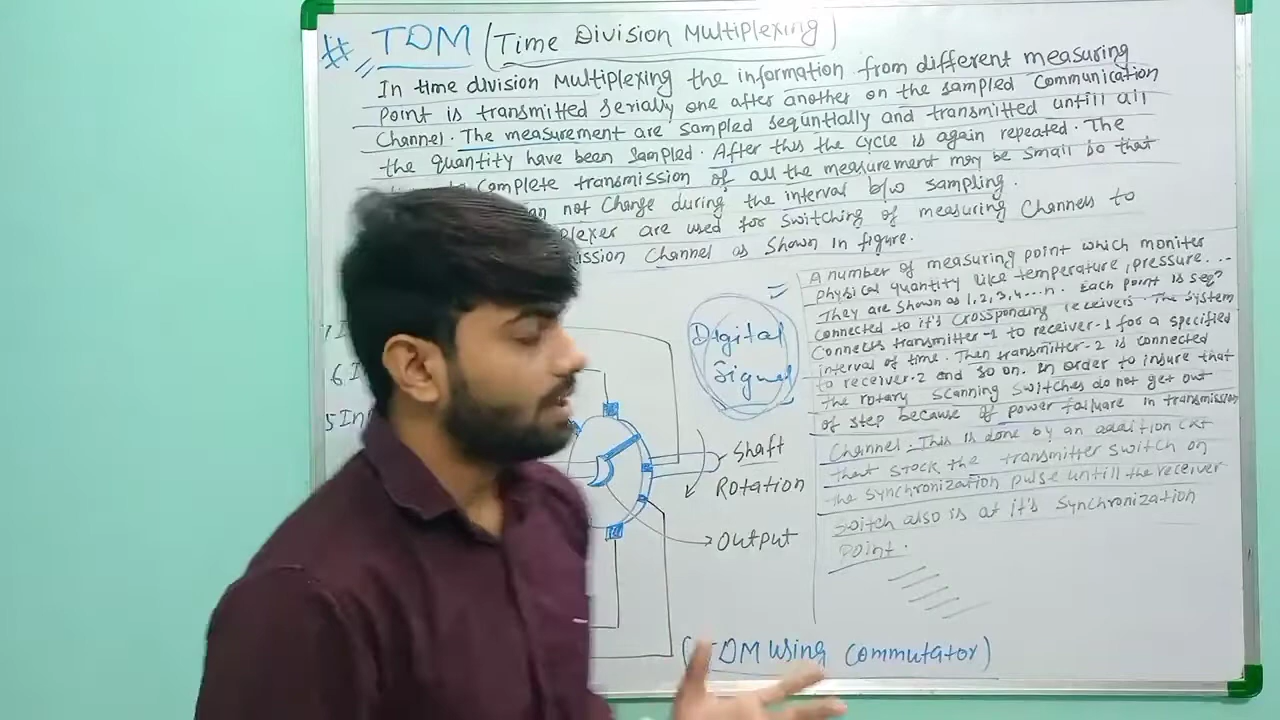 # TDM (Time Division Multiplexing)
In time division Multiplexing the information from different measuring
Point is transmitted serially one after another on the sampled Communication
Channel. The measurement are sampled sequntially and transmitted untill all
the quantity have been sampled. After this the cycle is again repeated. The
Complete transmission of all the measurement may be small so that
not Change during the interval b/w sampling.
plexer are used for switching of measuring Channels to
ission Channel as Shown in figure.
7 I
6 I
5 In
Digital
Signal
Shaft
Rotation
Output
(TDM using Commutator)
A number of measuring point which moniter
physical quantity like temperature, pressure...
They are shown as 1,2,3,4....n. Each point is seqn
connected to it's crossponding receivers. The system
Connects transmitter-1 to receiver-1 for a specified
interval of time. Then transmitter-2 is connected
to receiver-2 and so on. In order to insure that
the rotary scanning switches do not get out
of step because of power failuare in transmission
Channel. This is done by an addition Ckt
that stock the transmitter switch on
the synchronization pulse untill the receiver
switch also is at it's synchronization
Point.